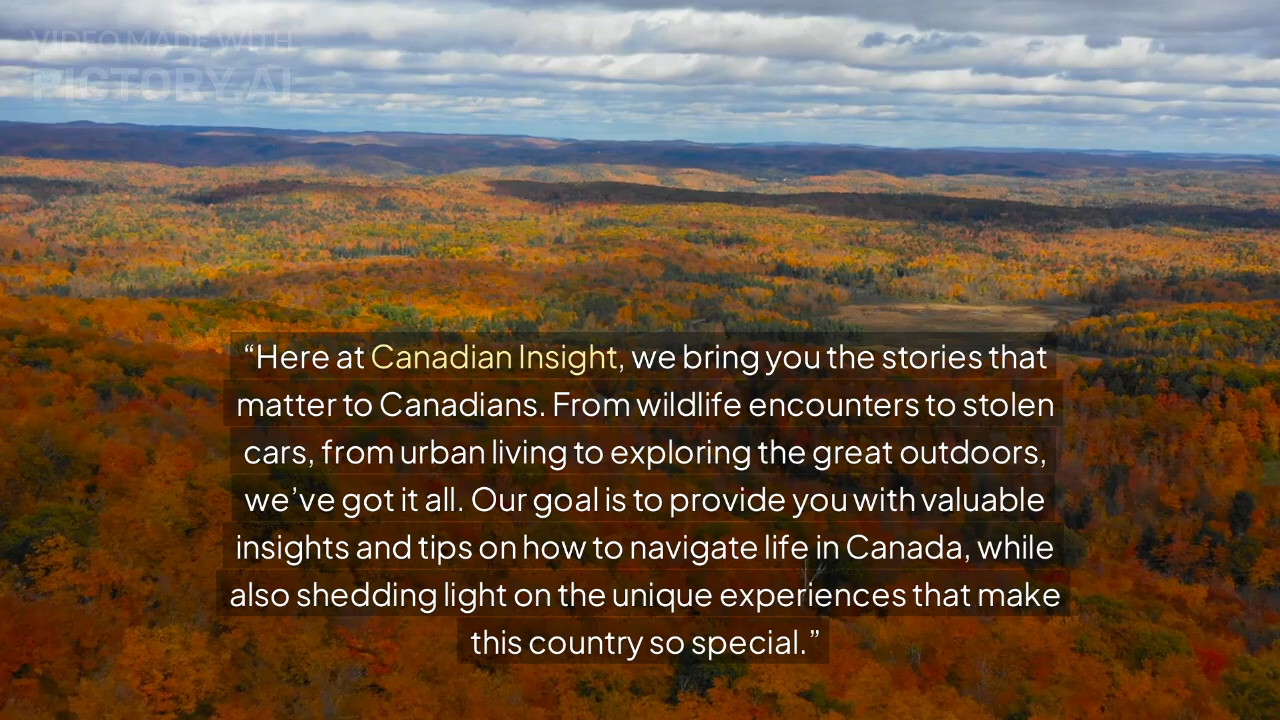 VIDEO MADE WITH
PICTORY.AI
“Here at Canadian Insight, we bring you the stories that
matter to Canadians. From wildlife encounters to stolen
cars, from urban living to exploring the great outdoors,
we’ve got it all. Our goal is to provide you with valuable
insights and tips on how to navigate life in Canada, while
also shedding light on the unique experiences that make
this country so special.”